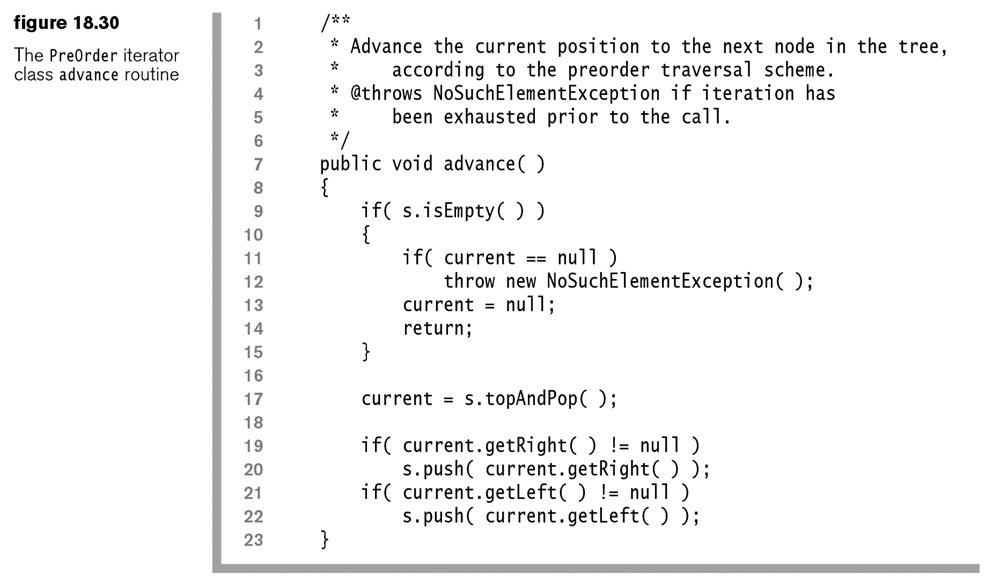 figure 18.30
The PreOrder iterator
class advance routine
1 /**
2 * Advance the current position to the next node in the tree,
3 * according to the preorder traversal scheme.
4 * @throws NoSuchElementException if iteration has
5 * been exhausted prior to the call.
6 */
7 public void advance( )
8 {
9 if( s.isEmpty( ) )
10 {
11 if( current == null )
12 throw new NoSuchElementException( );
13 current = null;
14 return;
15 }
16
17 current = s.topAndPop( );
18
19 if( current.getRight( ) != null )
20 s.push( current.getRight( ) );
21 if( current.getLeft( ) != null )
22 s.push( current.getLeft( ) );
23 }